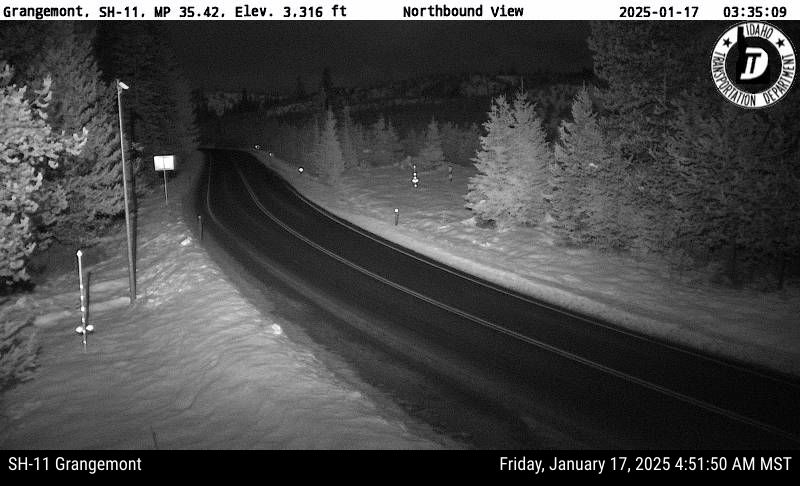 Grangemont, SH-11, MP 35.42, Elev. 3,316 ft Northbound View 2025-01-17 03:35:09
IDAHO
TRANSPORTATION DEPARTMENT
SH-11 Grangemont Friday, January 17, 2025 4:51:50 AM MST